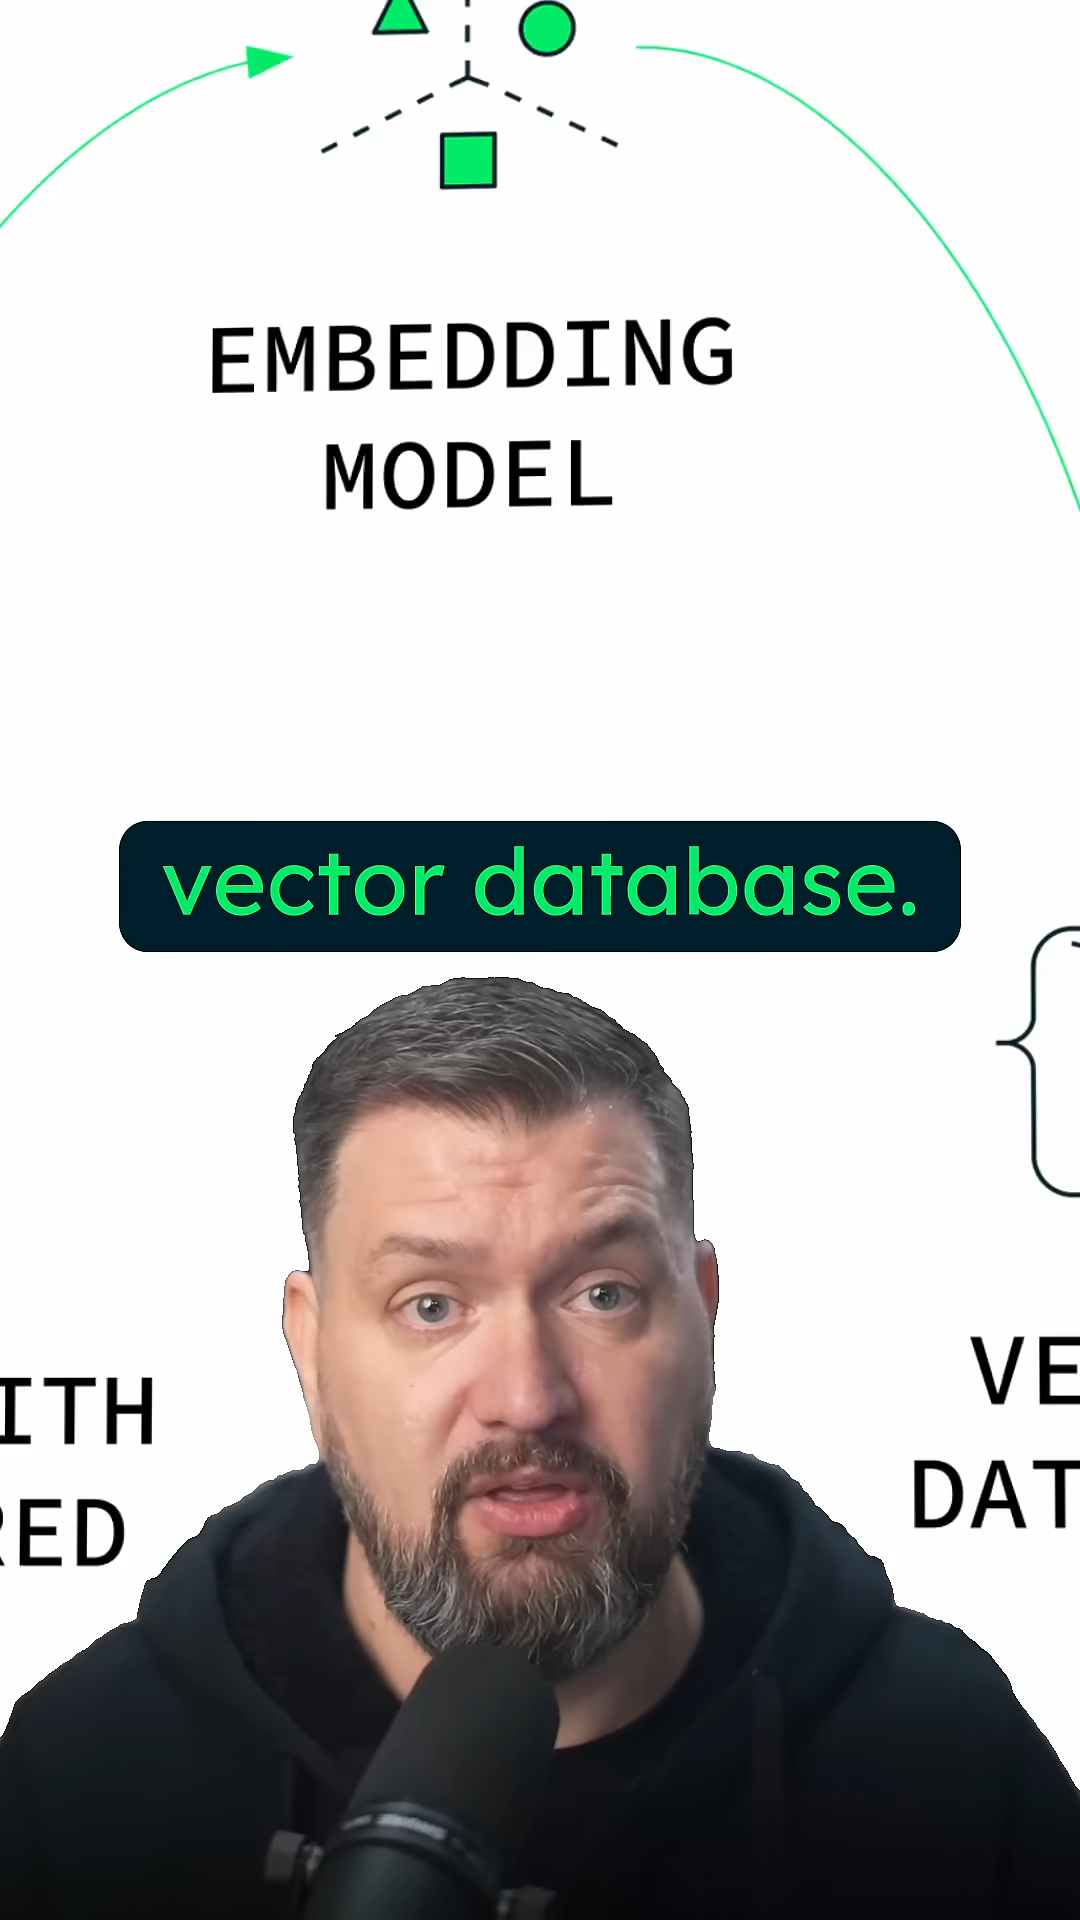 EMBEDDING
MODEL
vector database.
ITH
RED
VE
DAT